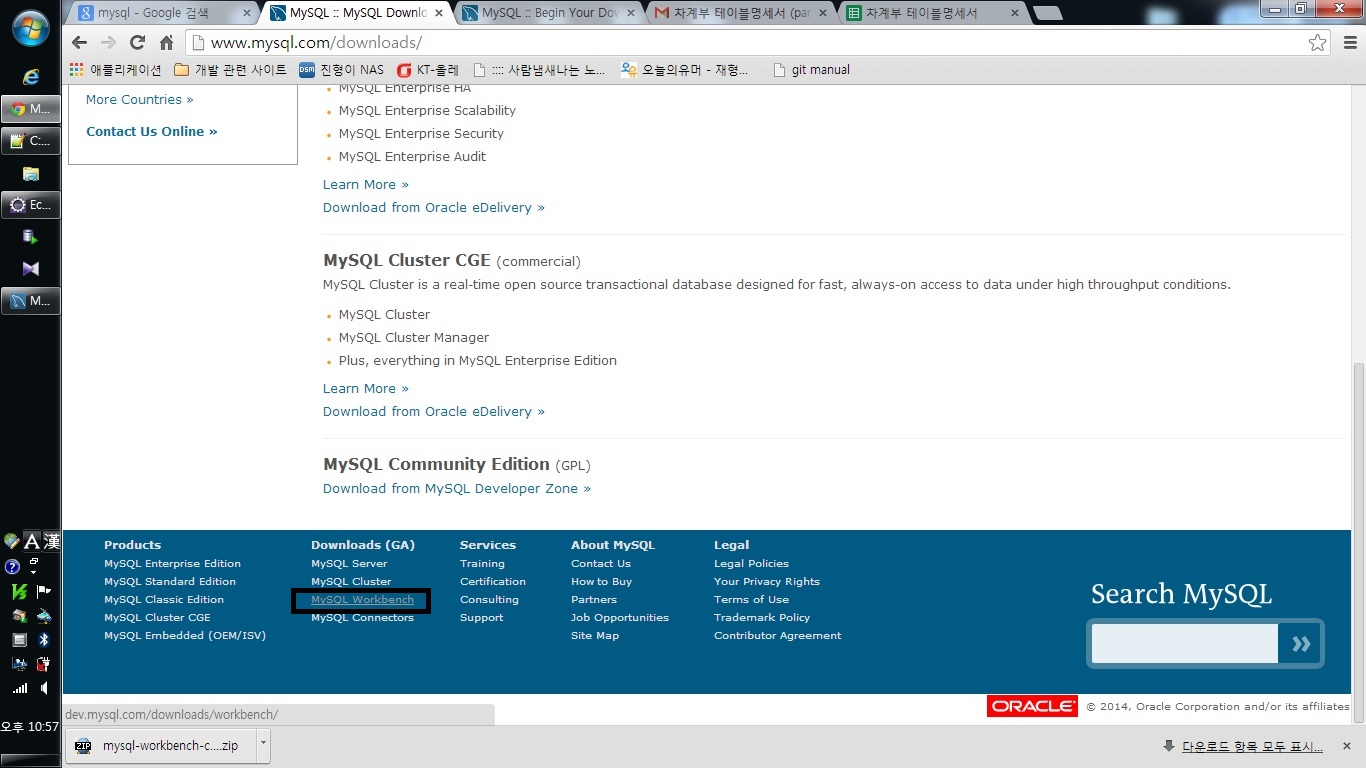 mysql - Google 검색
MySQL :: MySQL Downlo
MySQL :: Begin Your Dov
차계부 테이블명세서 (par
차계부 테이블명세서
www.mysql.com/downloads/
애플리케이션
개발 관련 사이트
DSM
진형이 NAS
KT-올레
:::: 사람냄새나는 노...
오늘의유머 - 재형...
git manual
M...
C:...
Ec...
M...
A漢
오후 10:57
More Countries »
Contact Us Online »
MySQL Enterprise HA
MySQL Enterprise Scalability
MySQL Enterprise Security
MySQL Enterprise Audit
Learn More »
Download from Oracle eDelivery »
MySQL Cluster CGE (commercial)
MySQL Cluster is a real-time open source transactional database designed for fast, always-on access to data under high throughput conditions.
MySQL Cluster
MySQL Cluster Manager
Plus, everything in MySQL Enterprise Edition
Learn More »
Download from Oracle eDelivery »
MySQL Community Edition (GPL)
Download from MySQL Developer Zone »
Products
MySQL Enterprise Edition
MySQL Standard Edition
MySQL Classic Edition
MySQL Cluster CGE
MySQL Embedded (OEM/ISV)
Downloads (GA)
MySQL Server
MySQL Cluster
MySQL Workbench
MySQL Connectors
Services
Training
Certification
Consulting
Support
About MySQL
Contact Us
How to Buy
Partners
Job Opportunities
Site Map
Legal
Legal Policies
Your Privacy Rights
Terms of Use
Trademark Policy
Contributor Agreement
Search MySQL
»
ORACLE
© 2014, Oracle Corporation and/or its affiliates
dev.mysql.com/downloads/workbench/
ZIP
mysql-workbench-c....zip
다운로드 항목 모두 표시...